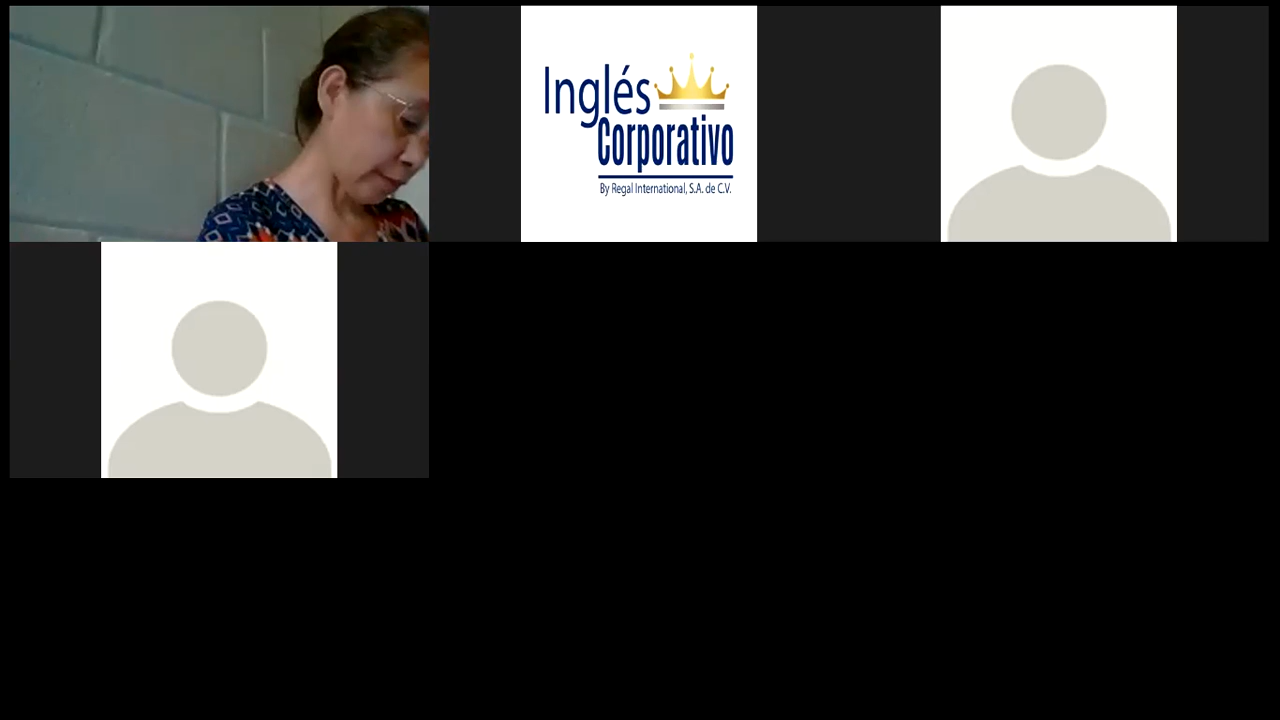 Inglés
Corporativo
By Regal International, S.A. de C.V.